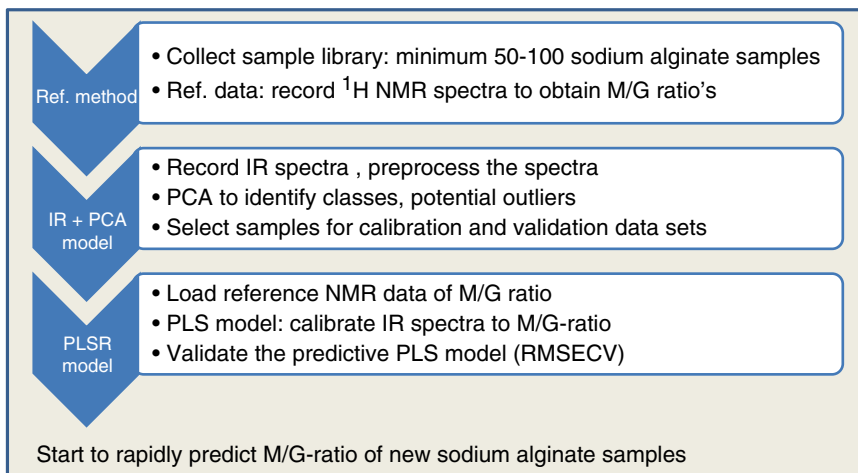 Ref. method
• Collect sample library: minimum 50-100 sodium alginate samples
• Ref. data: record ¹H NMR spectra to obtain M/G ratio's
IR + PCA
model
• Record IR spectra , preprocess the spectra
• PCA to identify classes, potential outliers
• Select samples for calibration and validation data sets
PLSR
model
• Load reference NMR data of M/G ratio
• PLS model: calibrate IR spectra to M/G-ratio
• Validate the predictive PLS model (RMSECV)
Start to rapidly predict M/G-ratio of new sodium alginate samples